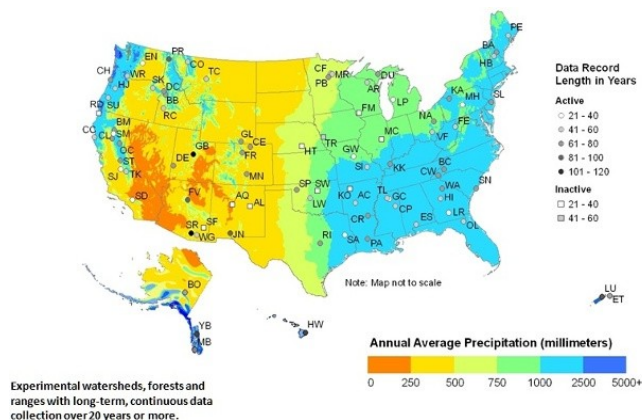 PE
PR
EN
CO
BA
CF
MR
DU
HB
CH
WR
TC
PB
SK
DC
AR
HJ
BB
KA
MH
SL
RD
SU
RC
FM
LP
NA
BM
MC
FE
CC
SM
GL
TR
VF
GB
CE
HT
GW
OC
FR
KK
BC
ST
DE
SI
CW
SJ
TK
MN
SP
SW
TL
WA
SN
SD
FV
KO
AC
GC
HI
AQ
LW
AL
CP
LR
SF
CR
ES
OL
SR
WG
JN
RI
SA
PA
BO
Note: Map not to scale
LU
ET
YB
HW
MB
Data Record
Length in Years
Active
21 - 40
41 - 60
61 - 80
81 - 100
101 - 120
Inactive
21 - 40
41 - 60
Annual Average Precipitation (millimeters)
0 250 500 750 1000 2500 5000+
Experimental watersheds, forests and
ranges with long-term, continuous data
collection over 20 years or more.